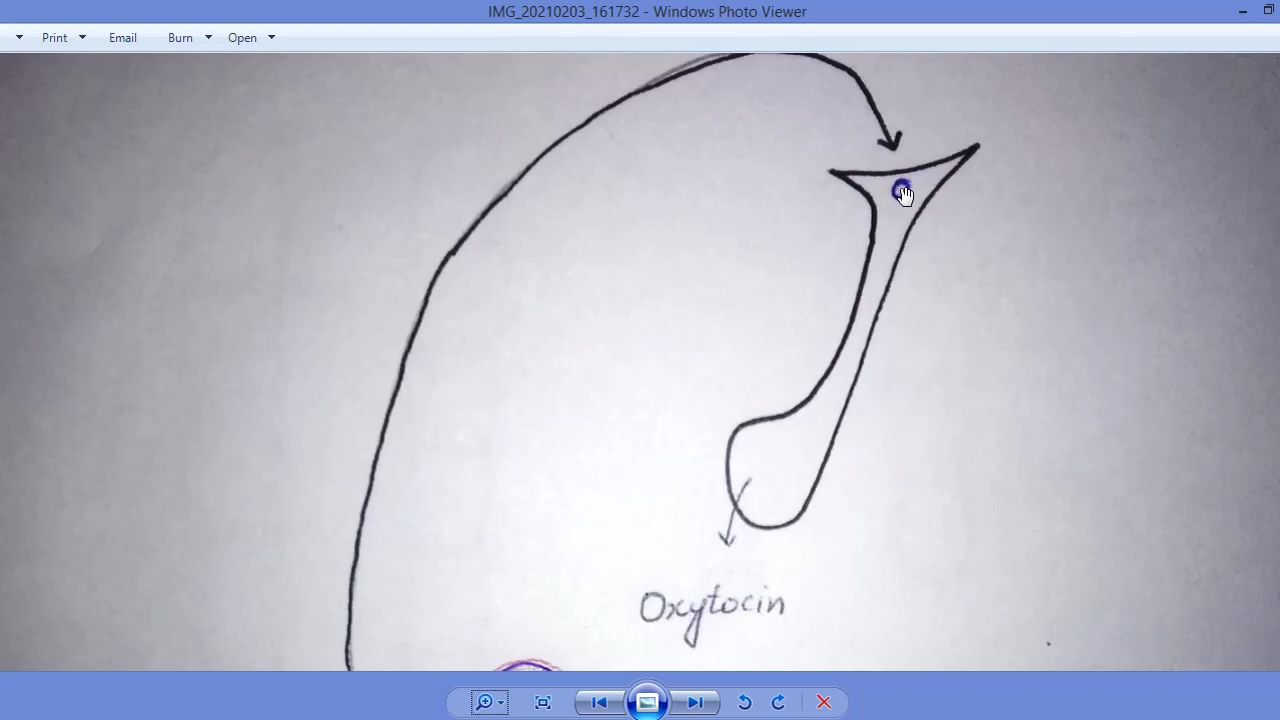 IMG_20210203_161732 - Windows Photo Viewer
Print Email Burn Open
Oxytocin